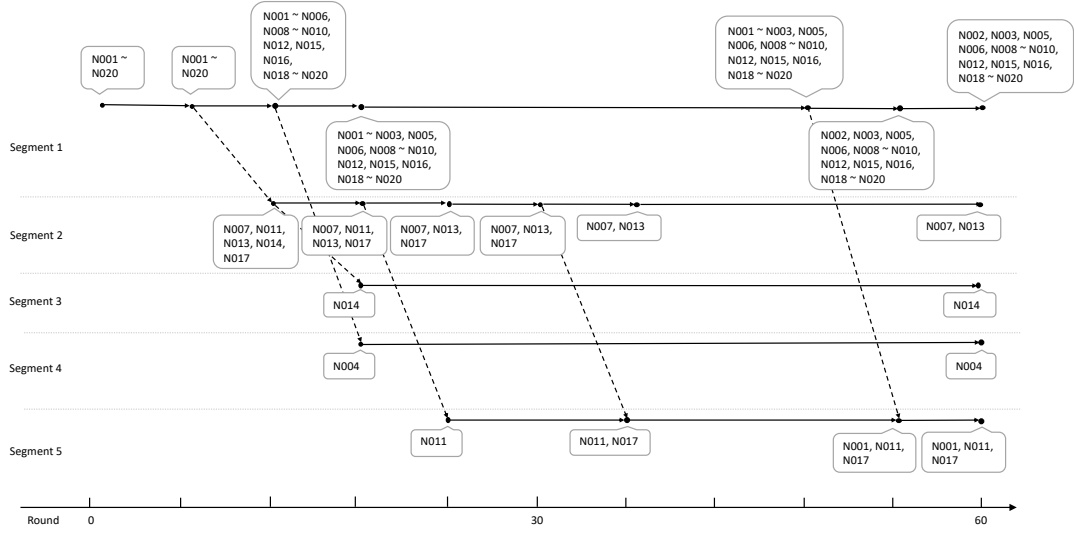 N001 ~
N020
N001 ~
N020
N001 ~ N006,
N008 ~ N010,
N012, N015,
N016,
N018 ~ N020
N001 ~ N003, N005,
N006, N008 ~ N010,
N012, N015, N016,
N018 ~ N020
N002, N003, N005,
N006, N008 ~ N010,
N012, N015, N016,
N018 ~ N020
Segment 1
N001 ~ N003, N005,
N006, N008 ~ N010,
N012, N015, N016,
N018 ~ N020
N002, N003, N005,
N006, N008 ~ N010,
N012, N015, N016,
N018 ~ N020
Segment 2
N007, N011,
N013, N014,
N017
N007, N011,
N013, N017
N007, N013,
N017
N007, N013,
N017
N007, N013
N007, N013
Segment 3
N014
N014
Segment 4
N004
N004
Segment 5
N011
N011, N017
N001, N011,
N017
N001, N011,
N017
Round 0 30 60